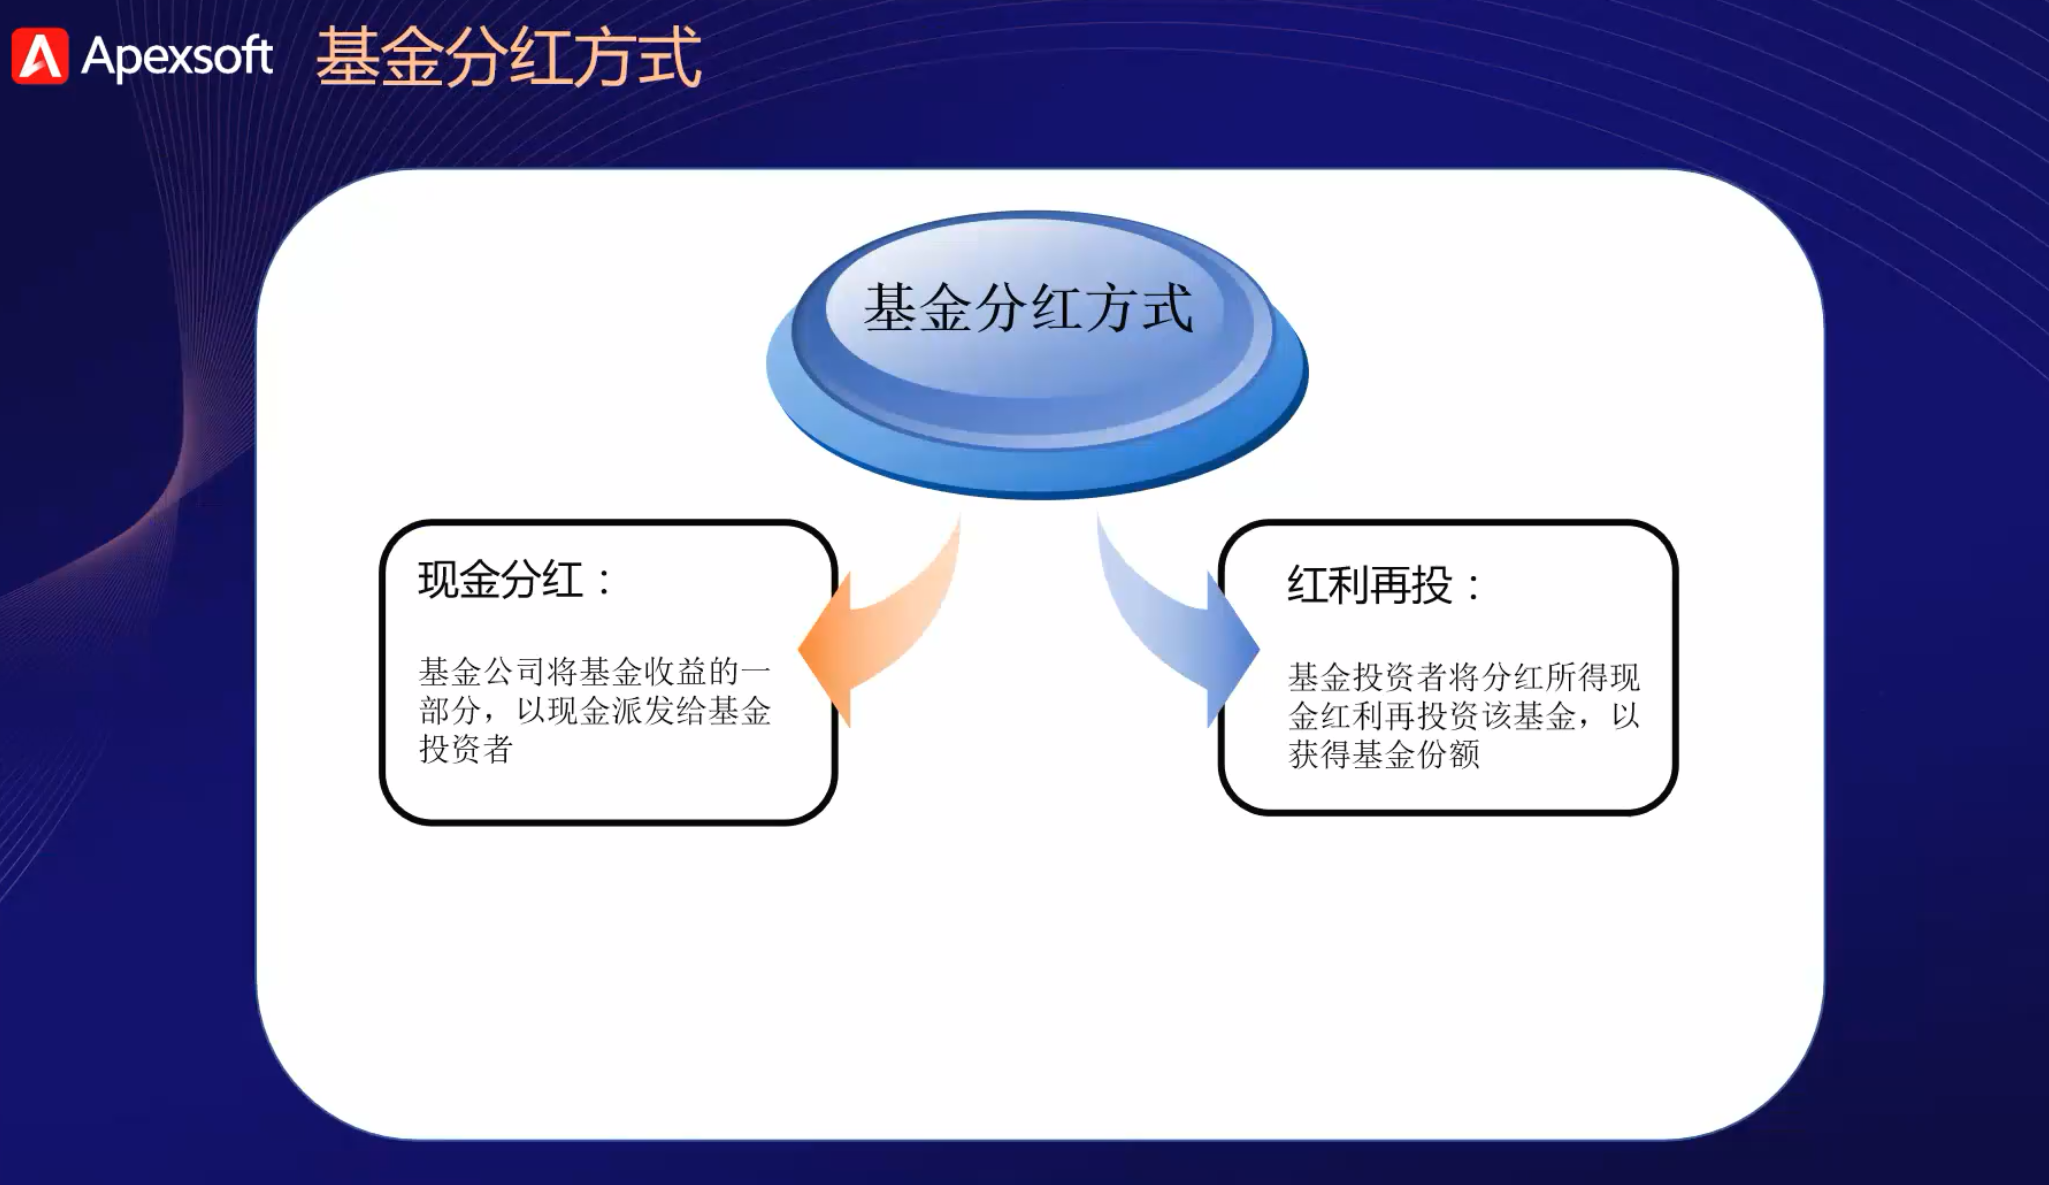 Apexsoft 基金分红方式
基金分红方式
现金分红：
基金公司将基金收益的一
部分，以现金派发给基金
投资者
红利再投：
基金投资者将分红所得现
金红利再投资该基金，以
获得基金份额